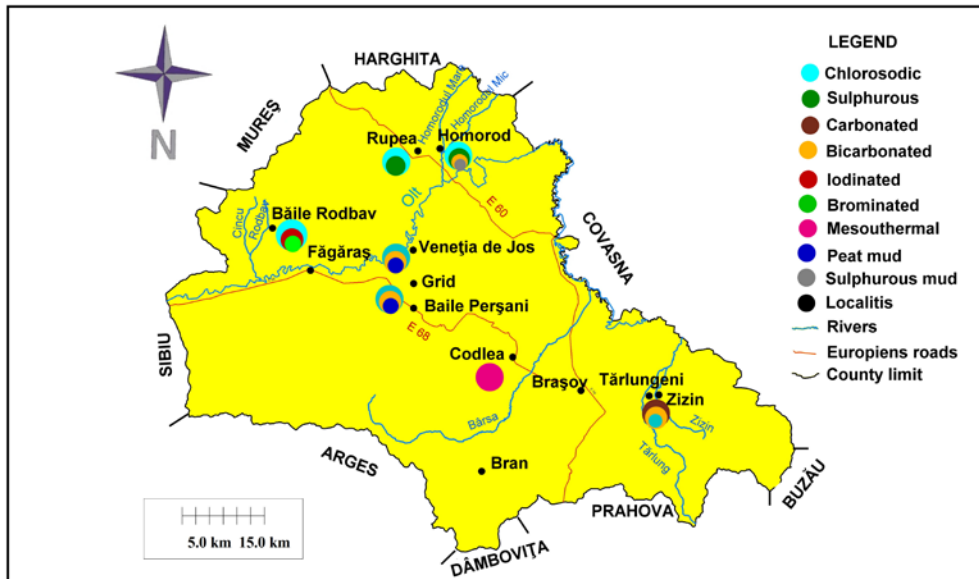 HARGHITA
MUREŞ
N
Homorodul Mare
Homorodul Mic
Rupea
Homorod
Olt
E 60
COVASNA
Cincu
Rodbav
Băile Rodbav
Făgăraş
Veneţia de Jos
Grid
Baile Perşani
E 68
SIBIU
Codlea
Braşov
Tărlungeni
Zizin
Bârsa
Zizin
Tărlung
Bran
ARGES
BUZĂU
PRAHOVA
DÂMBOVIŢA
5.0 km 15.0 km
LEGEND
Chlorosodic
Sulphurous
Carbonated
Bicarbonated
Iodinated
Brominated
Mesouthermal
Peat mud
Sulphurous mud
Localitis
Rivers
Europiens roads
County limit